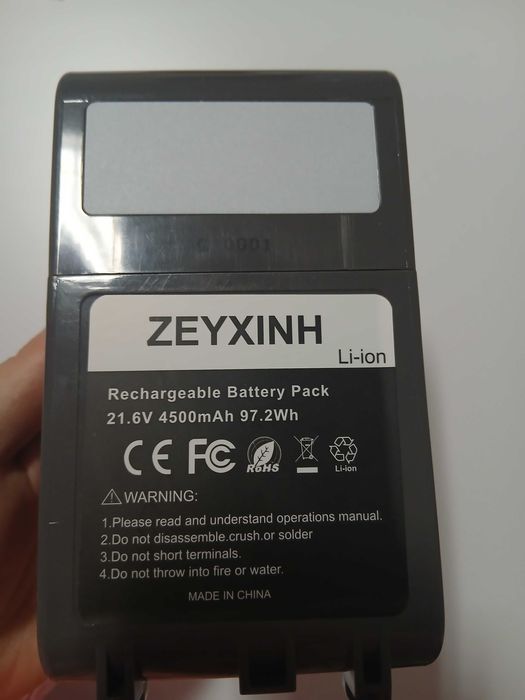 C 0001
ZEYXINH
Li-ion
Rechargeable Battery Pack
21.6V 4500mAh 97.2Wh
CE FC RoHS Li-ion
WARNING:
1.Please read and understand operations manual.
2.Do not disassemble.crush.or solder
3.Do not short terminals.
4.Do not throw into fire or water.
MADE IN CHINA